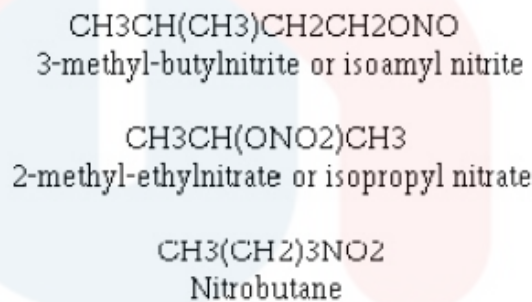 CH3CH(CH3)CH2CH2ONO
3-methyl-butylnitrite or isoamyl nitrite
CH3CH(ONO2)CH3
2-methyl-ethylnitrate or isopropyl nitrate
CH3(CH2)3NO2
Nitrobutane